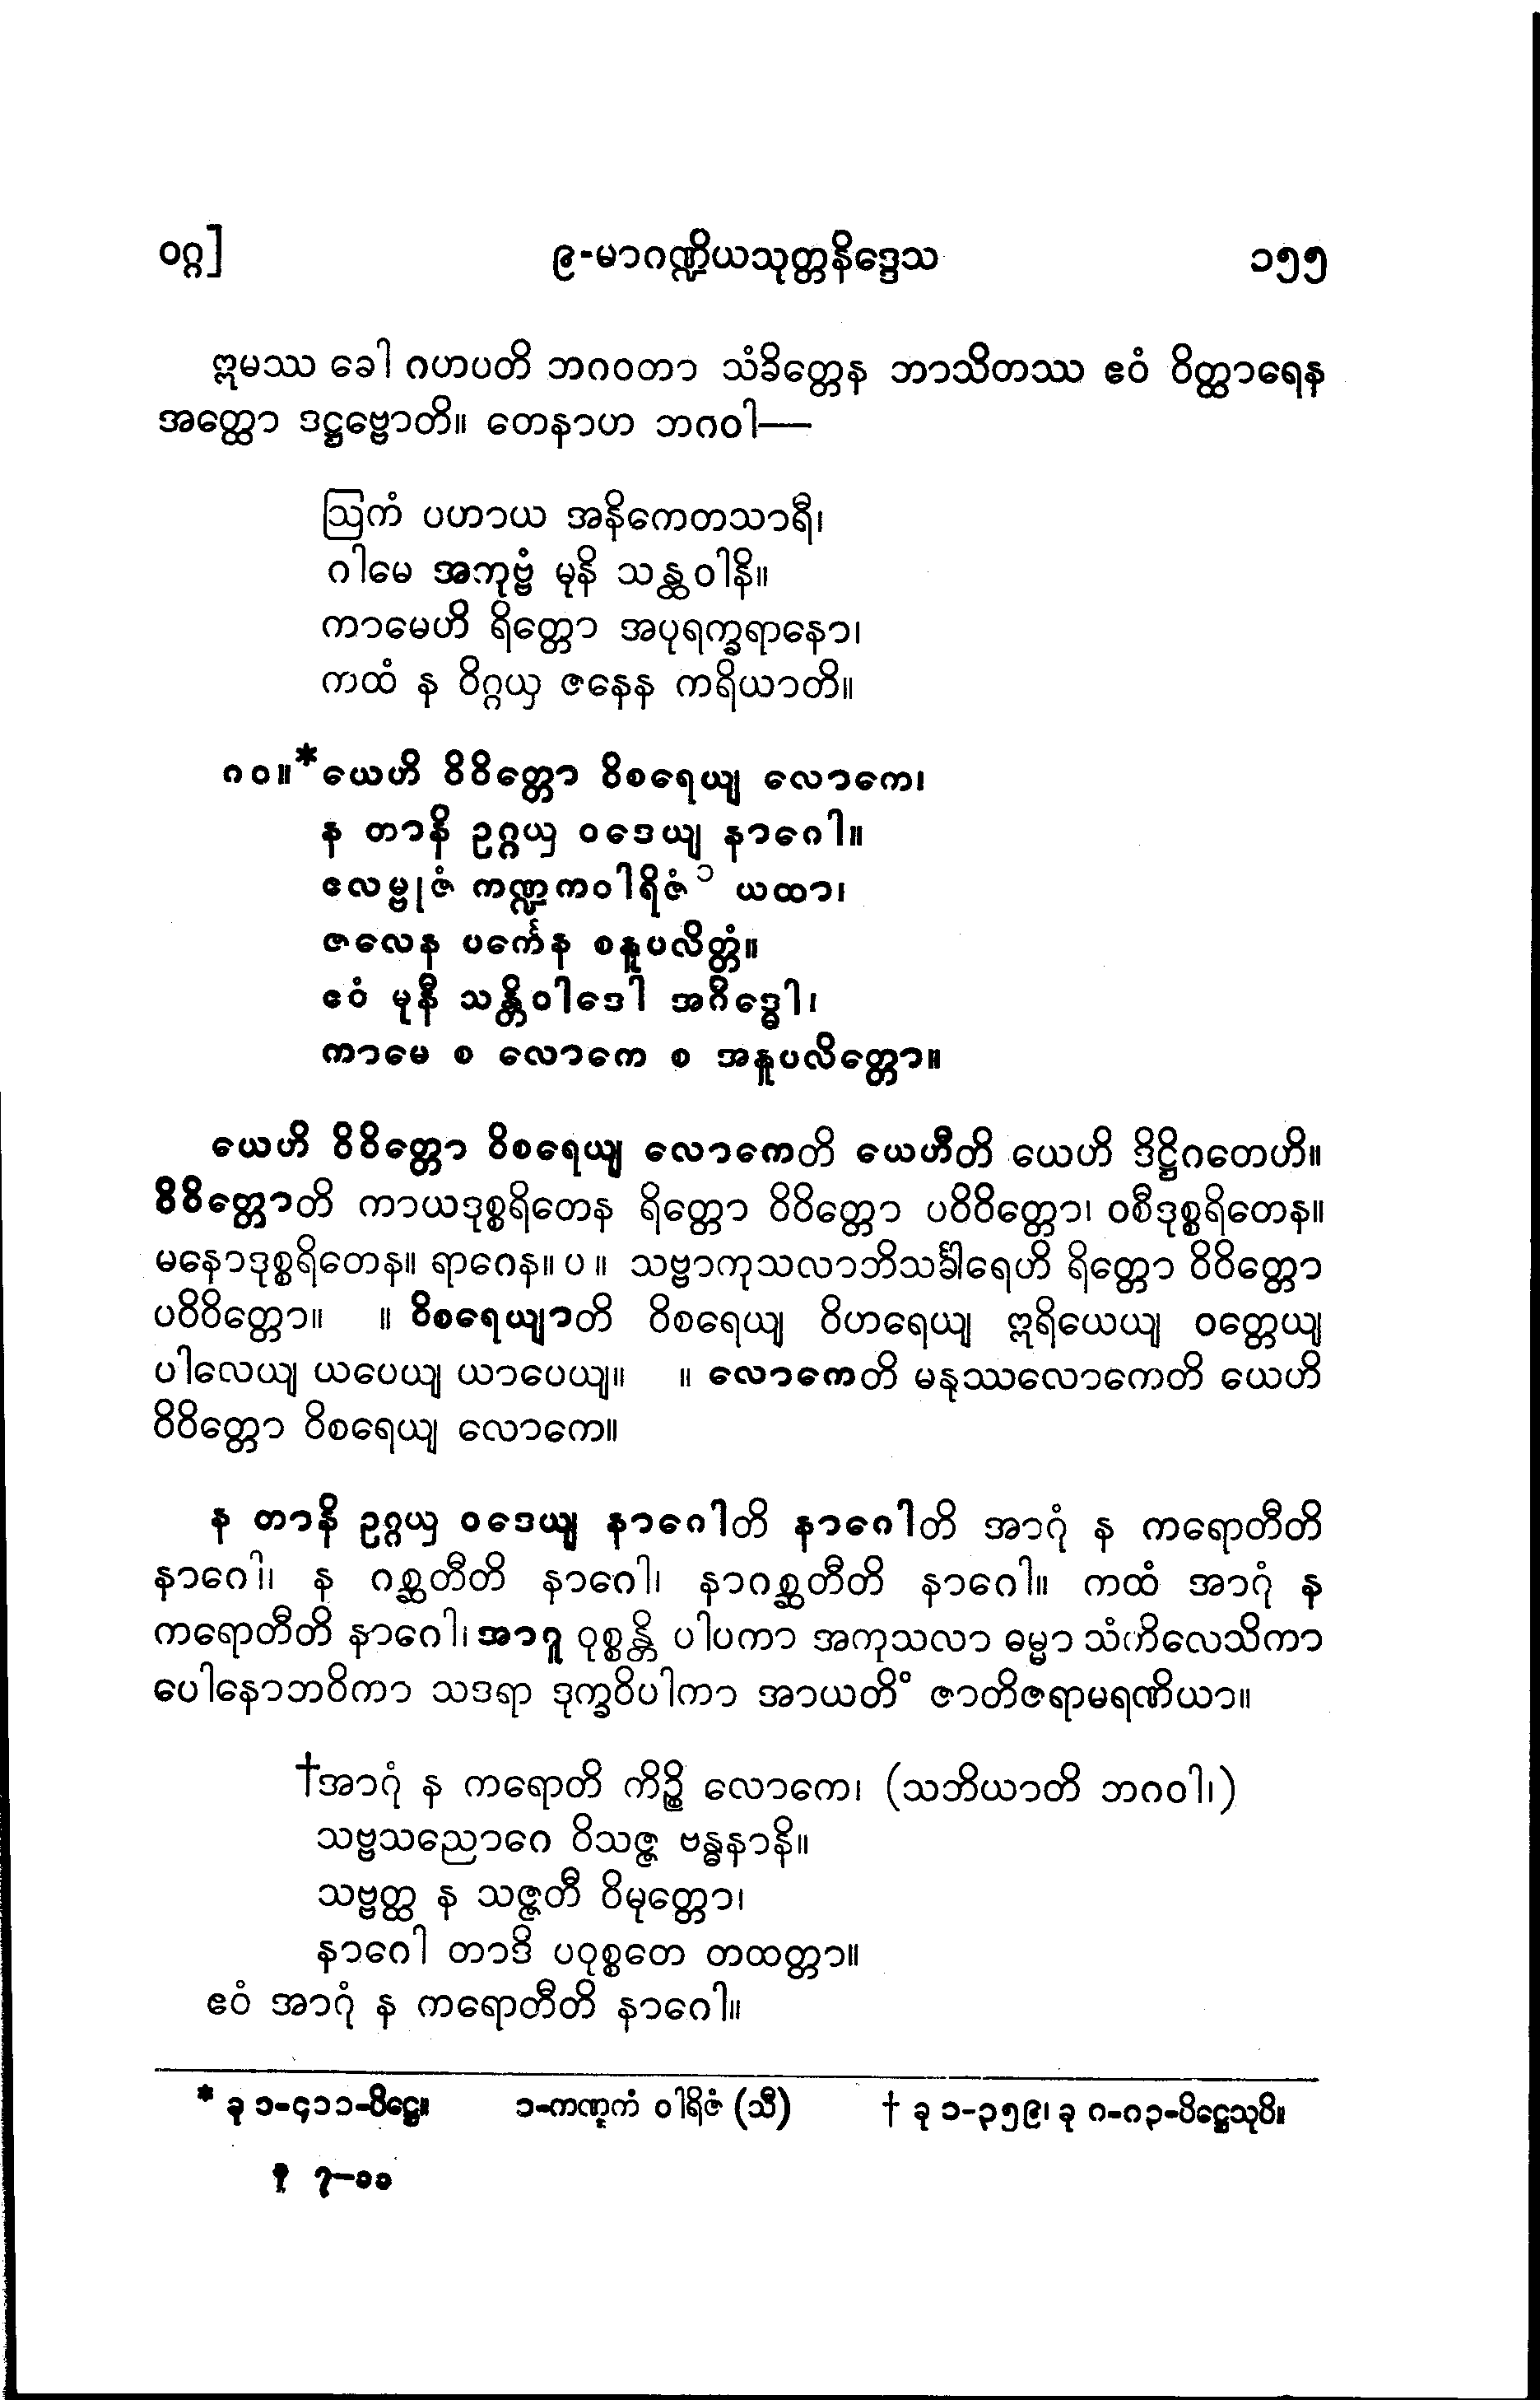 ဝဂ္ဂ]
၉-မာဂဏ္ဍိယသုတ္တနိဒ္ဒေသ
၁၅၅
ဣမဿ ခေါ ဂဟပတိ ဘဂဝတာ သံခိတ္တေန ဘာသိတဿ ဧဝံ ဝိတ္ထာရေန
အတ္ထော ဒဋ္ဌဗ္ဗောတိ။ တေနာဟ ဘဂဝါ—
ဩကံ ပဟာယ အနိကေတသာရီ၊
ဂါမေ အကုဗ္ဗံ မုနိ သန္ထဝါနိ။
ကာမေဟိ ရိတ္တော အပုရက္ခရာနော၊
ကထံ န ဝိဂ္ဂယှ ဇနေန ကရိယာတိ။
၈၀။ *ယေဟိ ဝိဝိတ္တော ဝိစရေယျ လောကေ၊
န တာနိ ဥဂ္ဂယှ ဝဒေယျ နာဂေါ။
ဧလမ္ဗုဇံ ကဏ္ဍကဝါရိဇံ ၁ ယထာ၊
ဇလေန ပင်္ကေန စနူပလိတ္တံ။
ဧဝံ မုနီ သန္တိဝါဒေါ အဂိဒ္ဓေါ၊
ကာမေ စ လောကေ စ အနူပလိတ္တော။
ယေဟိ ဝိဝိတ္တော ဝိစရေယျ လောကေတိ ယေဟီတိ ယေဟိ ဒိဋ္ဌိဂတေဟိ။
ဝိဝိတ္တောတိ ကာယဒုစ္စရိတေန ရိတ္တော ဝိဝိတ္တော ပဝိဝိတ္တော၊ ဝစီဒုစ္စရိတေန။
မနောဒုစ္စရိတေန။ ရာဂေန။ ပ ။ သဗ္ဗာကုသလာဘိသင်္ခါရေဟိ ရိတ္တော ဝိဝိတ္တော
ပဝိဝိတ္တော။ ။ ဝိစရေယျာတိ ဝိစရေယျ ဝိဟရေယျ ဣရိယေယျ ဝတ္တေယျ
ပါလေယျ ယပေယျ ယာပေယျ။ ။ လောကေတိ မနုဿလောကေတိ ယေဟိ
ဝိဝိတ္တော ဝိစရေယျ လောကေ။
န တာနိ ဥဂ္ဂယှ ဝဒေယျ နာဂေါတိ နာဂေါတိ အာဂုံ န ကရောတီတိ
နာဂေါ၊ န ဂစ္ဆတီတိ နာဂေါ၊ နာဂစ္ဆတီတိ နာဂေါ။ ကထံ အာဂုံ န
ကရောတီတိ နာဂေါ၊ အာဂူ ဝုစ္စန္တိ ပါပကာ အကုသလာ ဓမ္မာ သံကိလေသိကာ
ပေါနောဘဝိကာ သဒရာ ဒုက္ခဝိပါကာ အာယတိံ ဇာတိဇရာမရဏိယာ။
†အာဂုံ န ကရောတိ ကိဉ္စိ လောကေ၊ (သဘိယာတိ ဘဂဝါ၊)
သဗ္ဗသညောဂေ ဝိသဇ္ဇ ဗန္ဓနာနိ။
သဗ္ဗတ္ထ န သဇ္ဇတီ ဝိမုတ္တော၊
နာဂေါ တာဒိ ပဝုစ္စတေ တထတ္တာ။
ဧဝံ အာဂုံ န ကရောတီတိ နာဂေါ။
* ခု ၁-၄၁၁-ပိဋ္ဌေ။
၁-ကဏ္ဋကံ ဝါရိဇံ (သီ)
† ခု ၁-၃၅၉၊ ခု ၈-၈၃-ပိဋ္ဌေသုပိ။
၇-၁၁